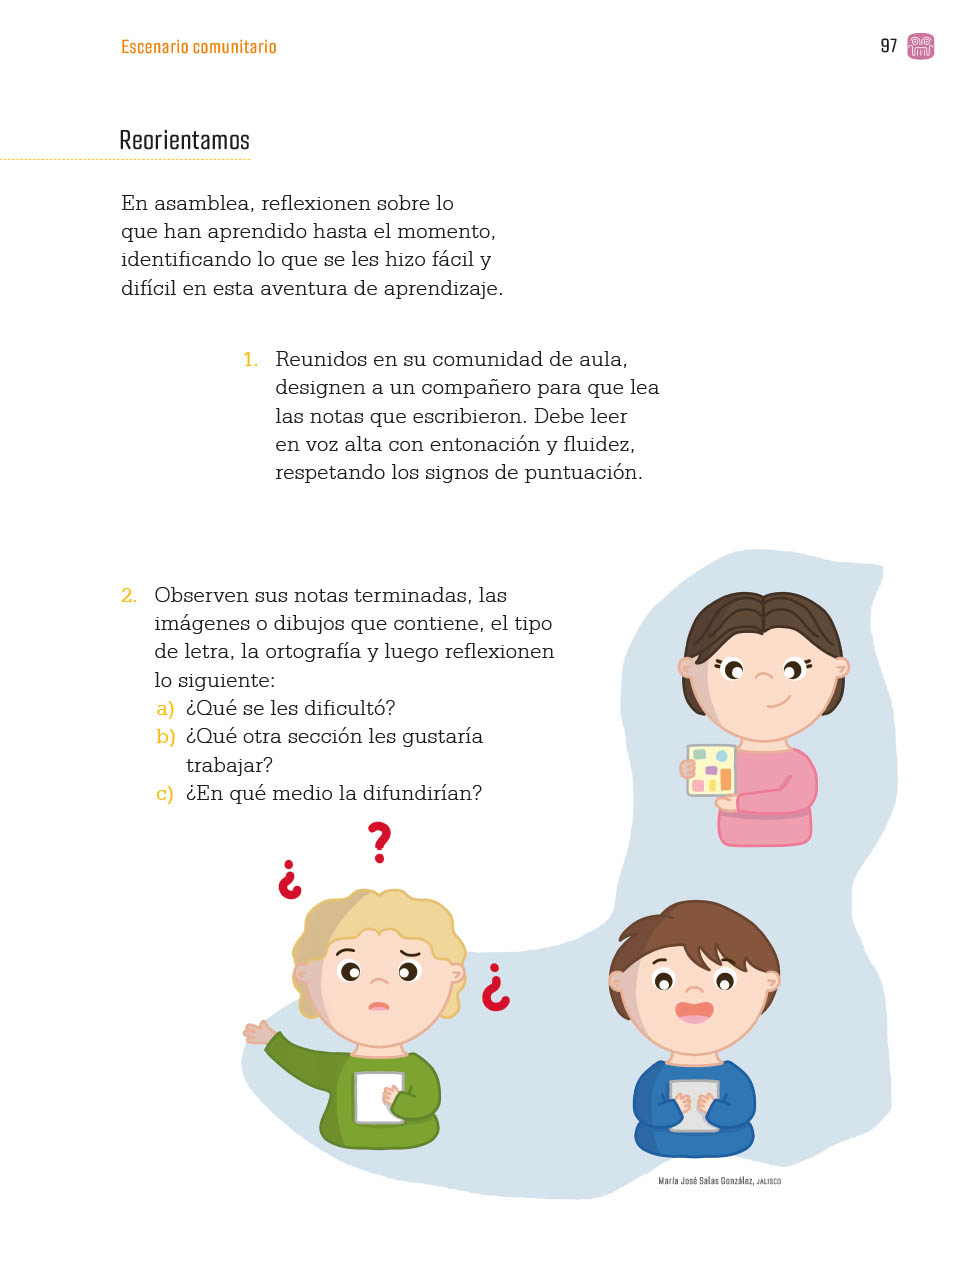 Escenario comunitario
97
Reorientamos
En asamblea, reflexionen sobre lo
que han aprendido hasta el momento,
identificando lo que se les hizo fácil y
difícil en esta aventura de aprendizaje.
1. Reunidos en su comunidad de aula,
designen a un compañero para que lea
las notas que escribieron. Debe leer
en voz alta con entonación y fluidez,
respetando los signos de puntuación.
2. Observen sus notas terminadas, las
imágenes o dibujos que contiene, el tipo
de letra, la ortografía y luego reflexionen
lo siguiente:
a) ¿Qué se les dificultó?
b) ¿Qué otra sección les gustaría
trabajar?
c) ¿En qué medio la difundirían?
?
¿
¿
María José Salas González, JALISCO